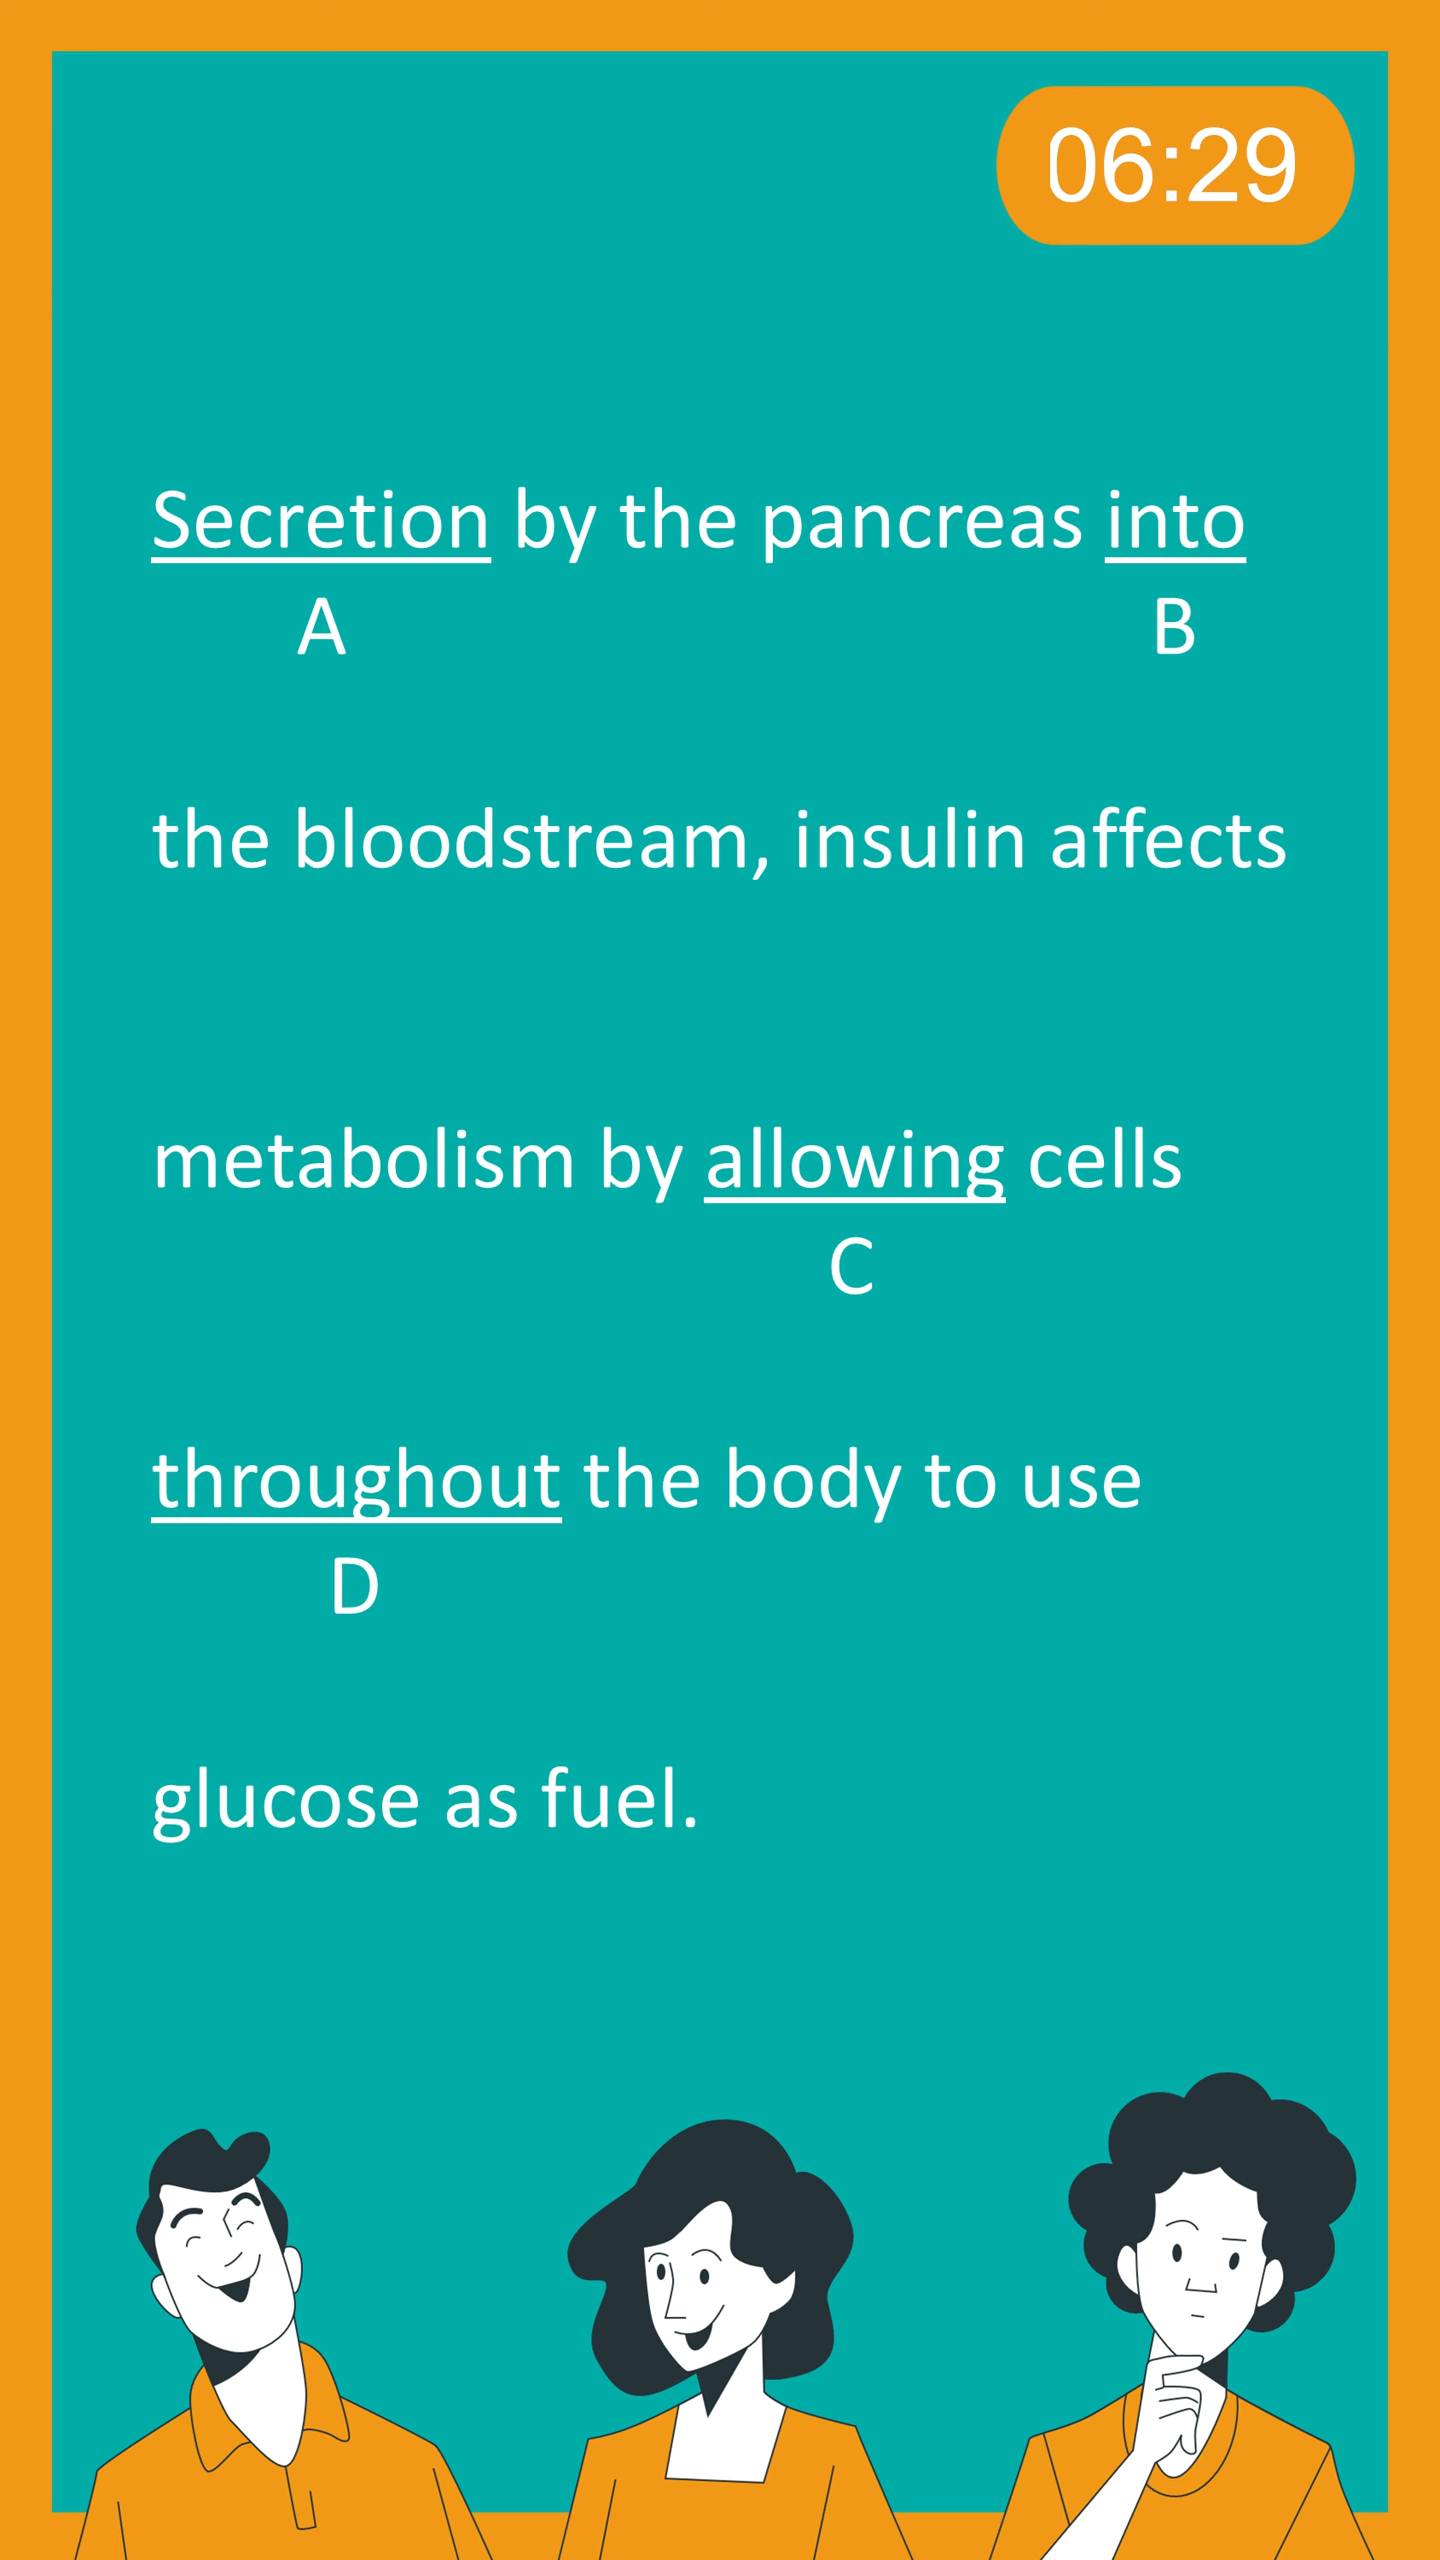 06:29
Secretion by the pancreas into
A B
the bloodstream, insulin affects
metabolism by allowing cells
C
throughout the body to use
D
glucose as fuel.